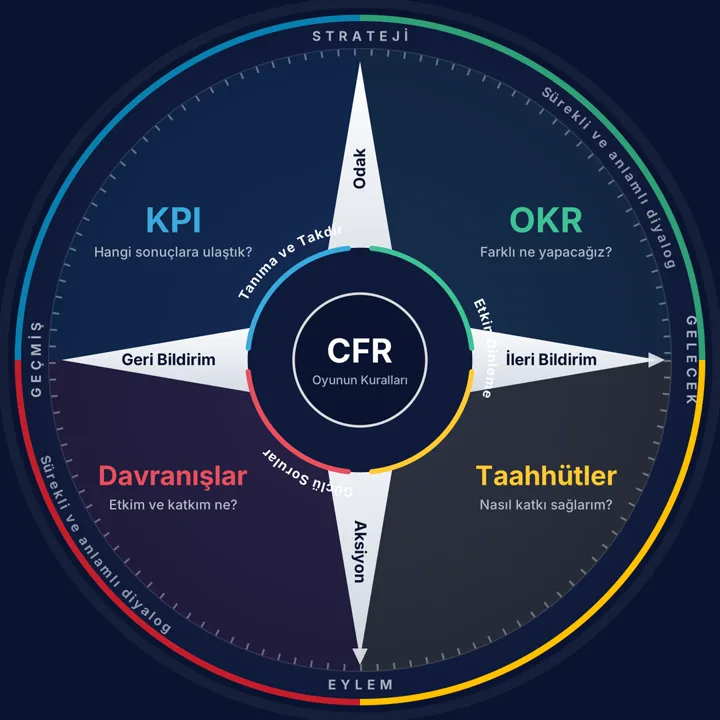 STRATEJİ
Sürekli ve anlamlı diyalog
Odak
KPI
Hangi sonuçlara ulaştık?
OKR
Farklı ne yapacağız?
Tanıma ve Takdir
Etkin Dinleme
GEÇMİŞ
Geri Bildirim
CFR
Oyunun Kuralları
İleri Bildirim
GELECEK
Güçlü Sorular
Davranışlar
Etkim ve katkım ne?
Taahhütler
Nasıl katkı sağlarım?
Aksiyon
Sürekli ve anlamlı diyalog
EYLEM